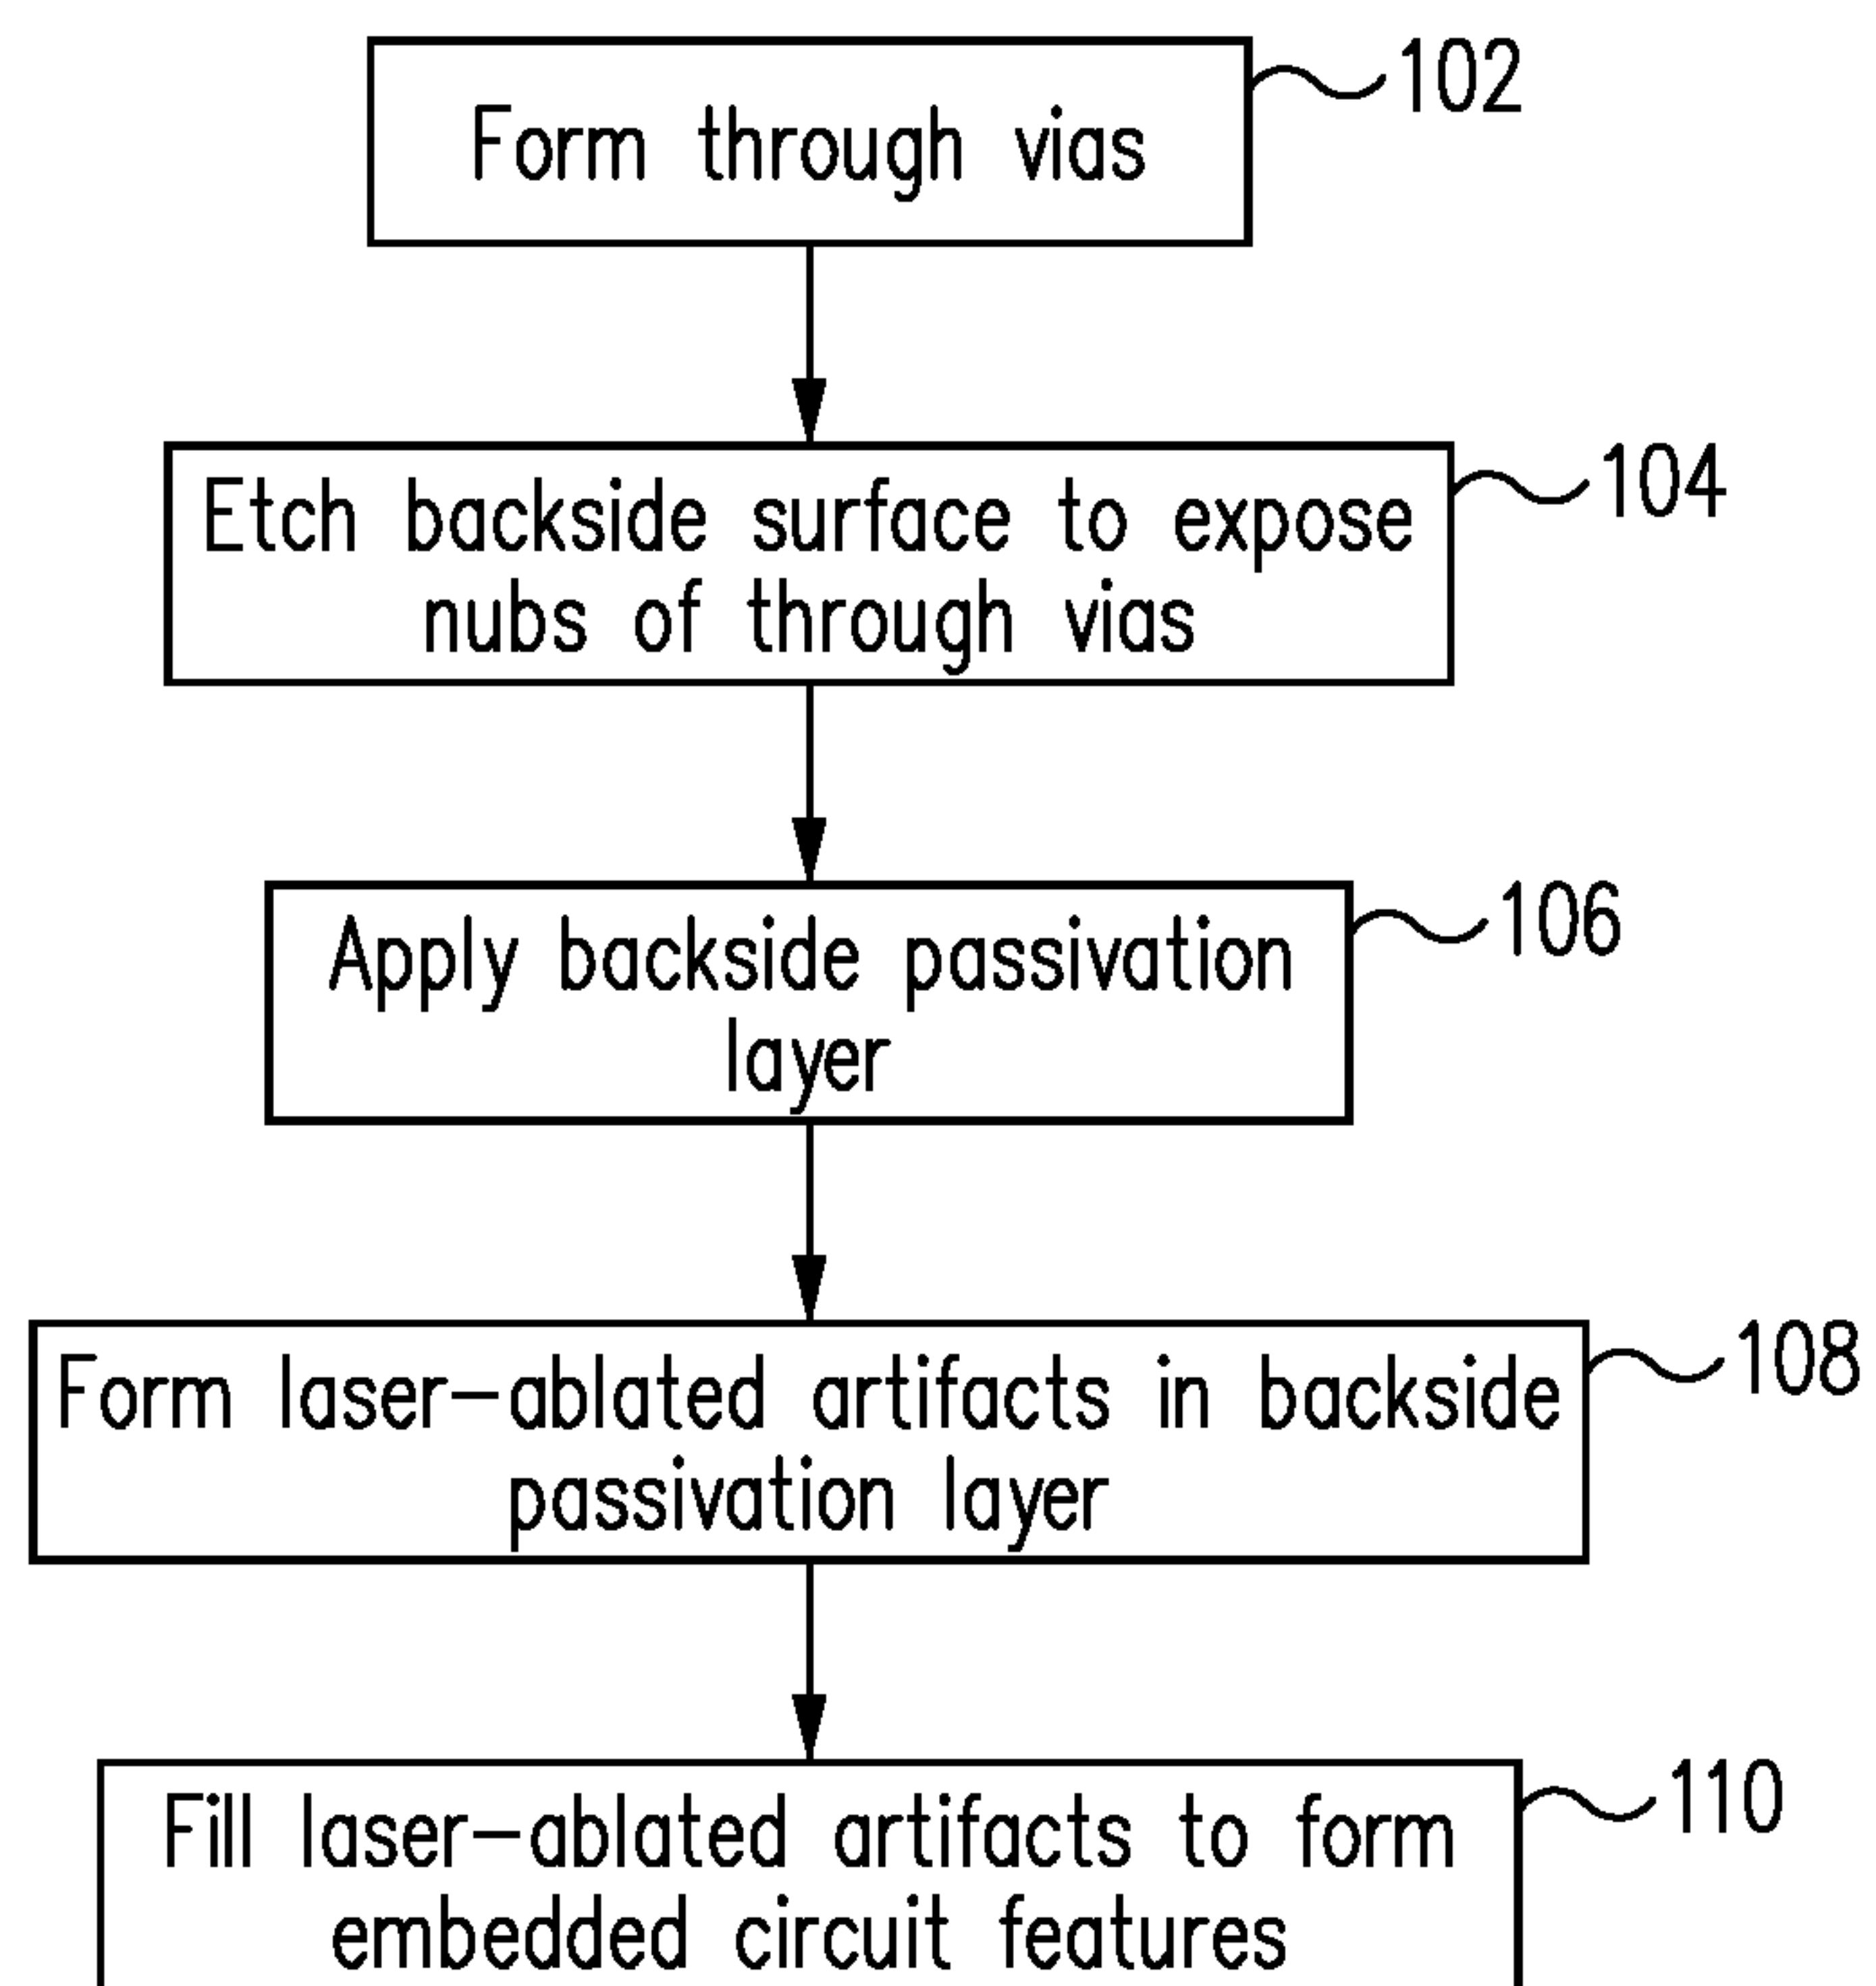 Form through vias
102
Etch backside surface to expose
nubs of through vias
104
Apply backside passivation
layer
106
Form laser-ablated artifacts in backside
passivation layer
108
Fill laser-ablated artifacts to form
embedded circuit features
110